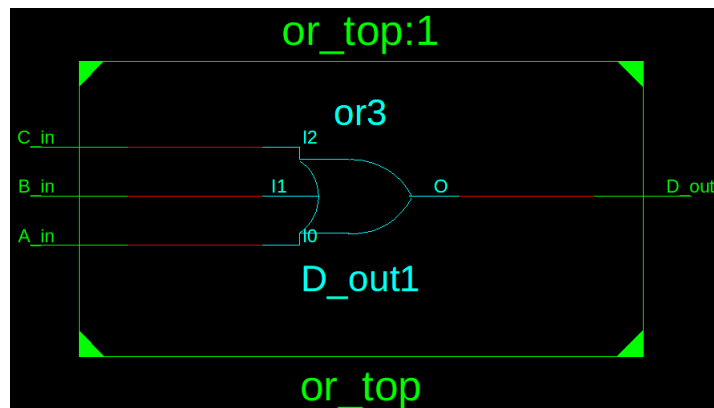 or_top:1
or3
C_in I2
B_in I1 O D_out
A_in I0
D_out1
or_top